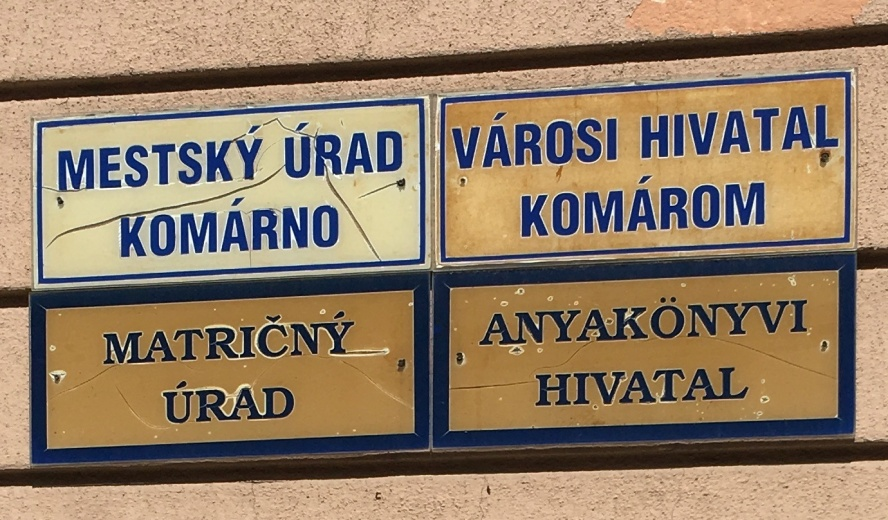 MESTSKÝ ÚRAD
KOMÁRNO
VÁROSI HIVATAL
KOMÁROM
MATRIČNÝ
ÚRAD
ANYAKÖNYVI
HIVATAL